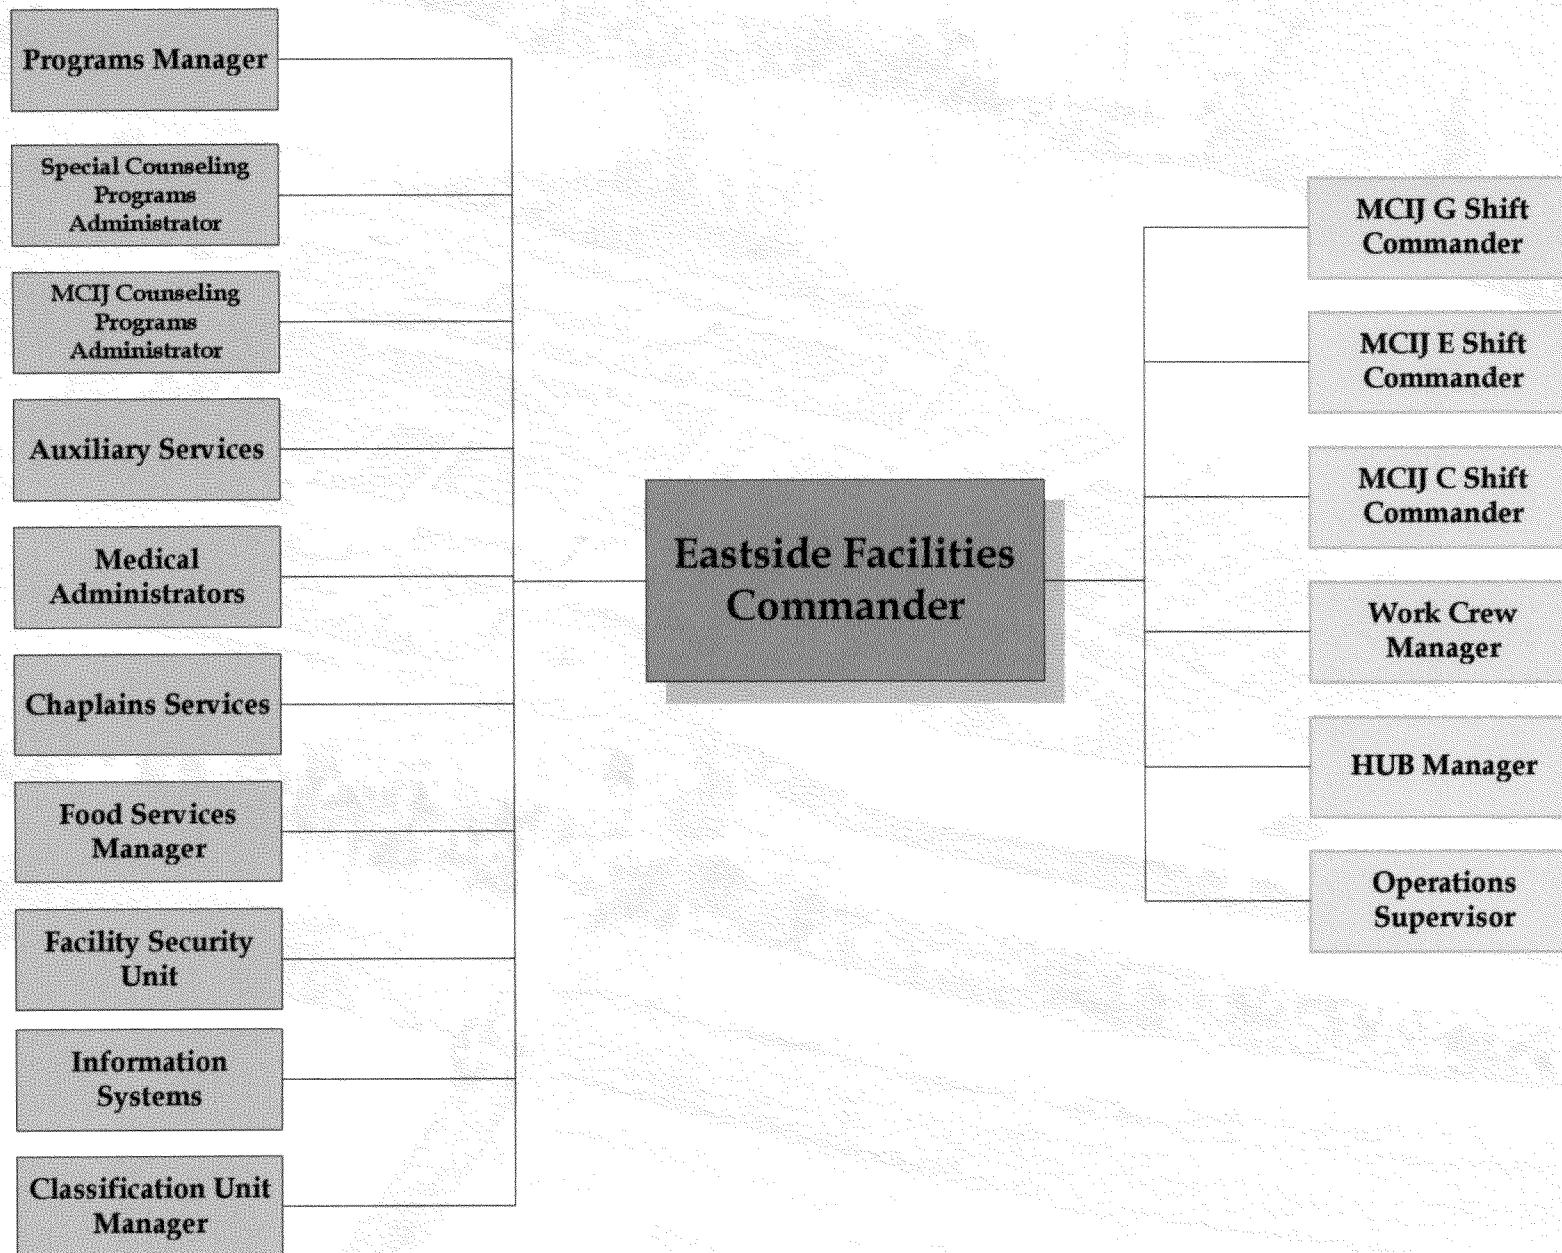 Programs Manager
Special Counseling
Programs
Administrator
MCIJ Counseling
Programs
Administrator
Auxiliary Services
Medical
Administrators
Chaplains Services
Food Services
Manager
Facility Security
Unit
Information
Systems
Classification Unit
Manager
Eastside Facilities
Commander
MCIJ G Shift
Commander
MCIJ E Shift
Commander
MCIJ C Shift
Commander
Work Crew
Manager
HUB Manager
Operations
Supervisor